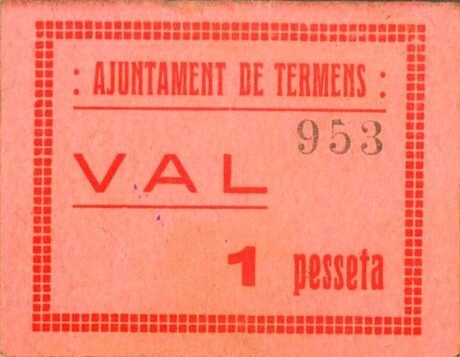 : AJUNTAMENT DE TERMENS :
953
VAL
1 pesseta